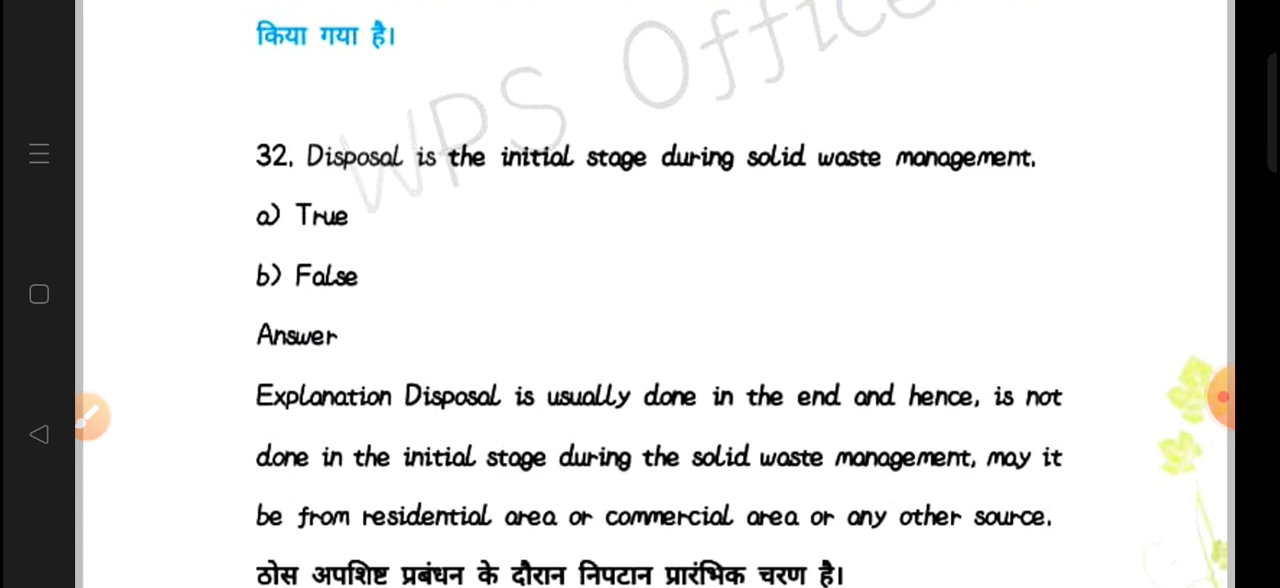 किया गया है।
WPS Office
32. Disposal is the initial stage during solid waste management.
a) True
b) False
Answer
Explanation Disposal is usually done in the end and hence, is not
done in the initial stage during the solid waste management, may it
be from residential area or commercial area or any other source.
ठोस अपशिष्ट प्रबंधन के दौरान निपटान प्रारंभिक चरण है।